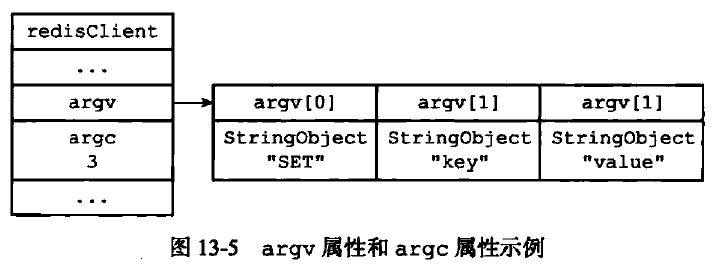 redisClient
...
argv
argv[0] argv[1] argv[1]
argc
3
StringObject StringObject StringObject
"SET" "key" "value"
...
图 13-5 argv 属性和 argc 属性示例